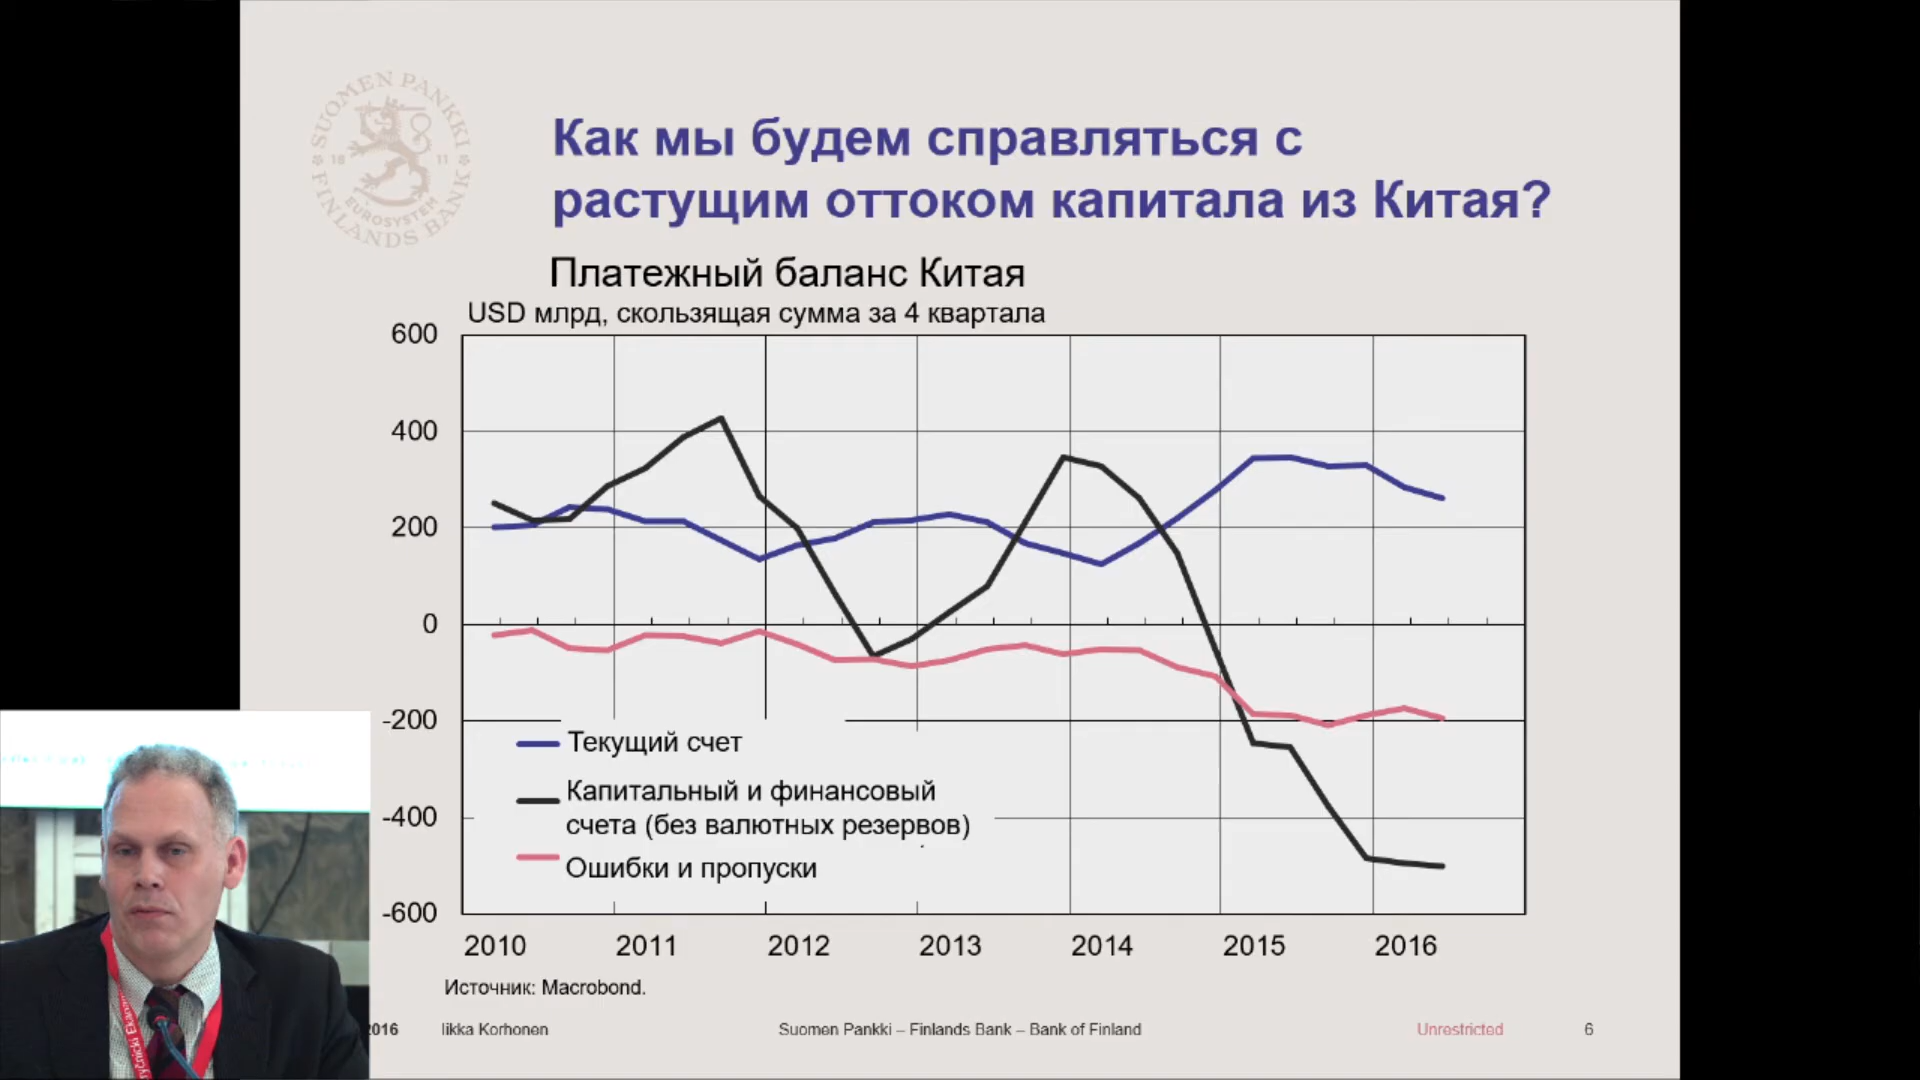 SUOMEN PANKKI
18 11
EUROSYSTEM
FINLANDS BANK
Как мы будем справляться с
растущим оттоком капитала из Китая?
Платежный баланс Китая
USD млрд, скользящая сумма за 4 квартала
600
400
200
0
-200
-400
-600
Текущий счет
Капитальный и финансовый
счета (без валютных резервов)
Ошибки и пропуски
2010 2011 2012 2013 2014 2015 2016
Источник: Macrobond.
2016 Iikka Korhonen Suomen Pankki – Finlands Bank – Bank of Finland Unrestricted 6